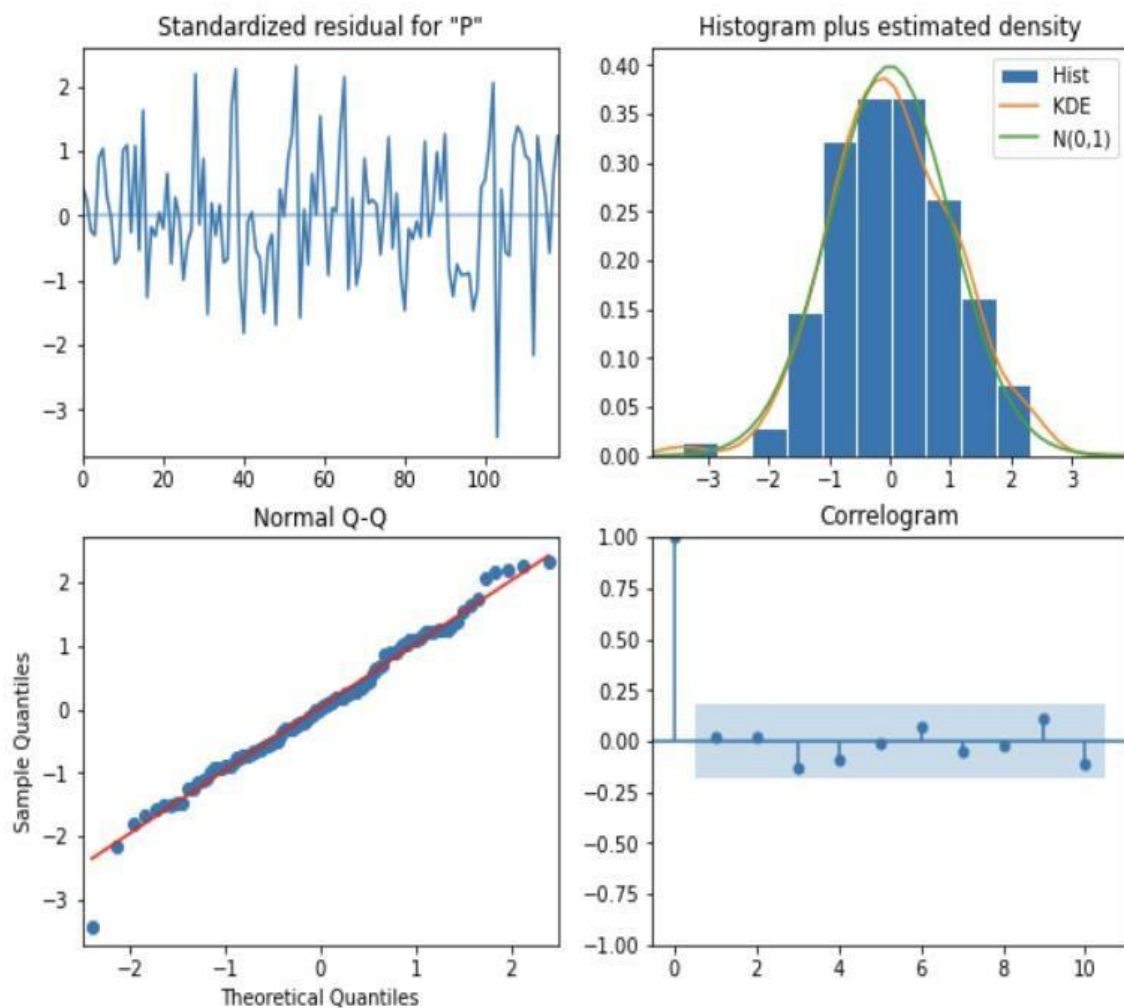 Standardized residual for "P"
2
1
0
−1
−2
−3
0 20 40 60 80 100
Histogram plus estimated density
Hist
KDE
N(0,1)
0.40
0.35
0.30
0.25
0.20
0.15
0.10
0.05
0.00
−3 −2 −1 0 1 2 3
Normal Q-Q
Sample Quantiles
2
1
0
−1
−2
−3
−2 −1 0 1 2
Theoretical Quantiles
Correlogram
1.00
0.75
0.50
0.25
0.00
−0.25
−0.50
−0.75
−1.00
0 2 4 6 8 10